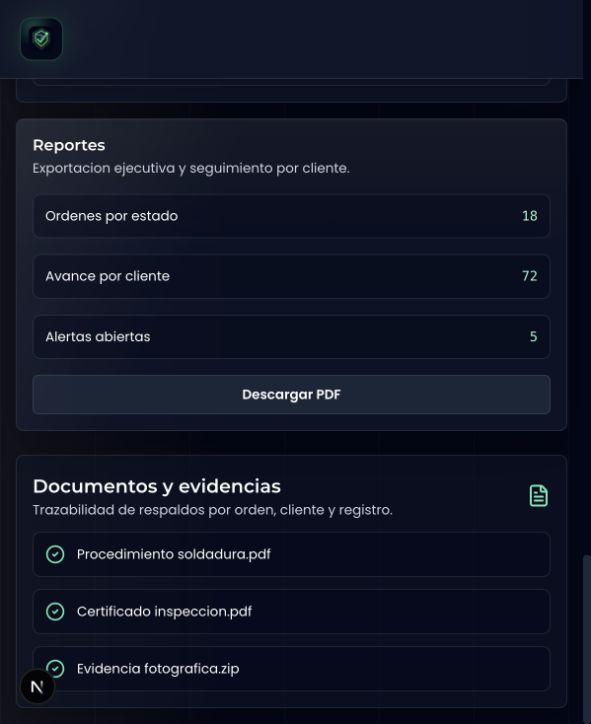 Reportes
Exportacion ejecutiva y seguimiento por cliente.
Ordenes por estado 18
Avance por cliente 72
Alertas abiertas 5
Descargar PDF
Documentos y evidencias
Trazabilidad de respaldos por orden, cliente y registro.
Procedimiento soldadura.pdf
Certificado inspeccion.pdf
Evidencia fotografica.zip
N